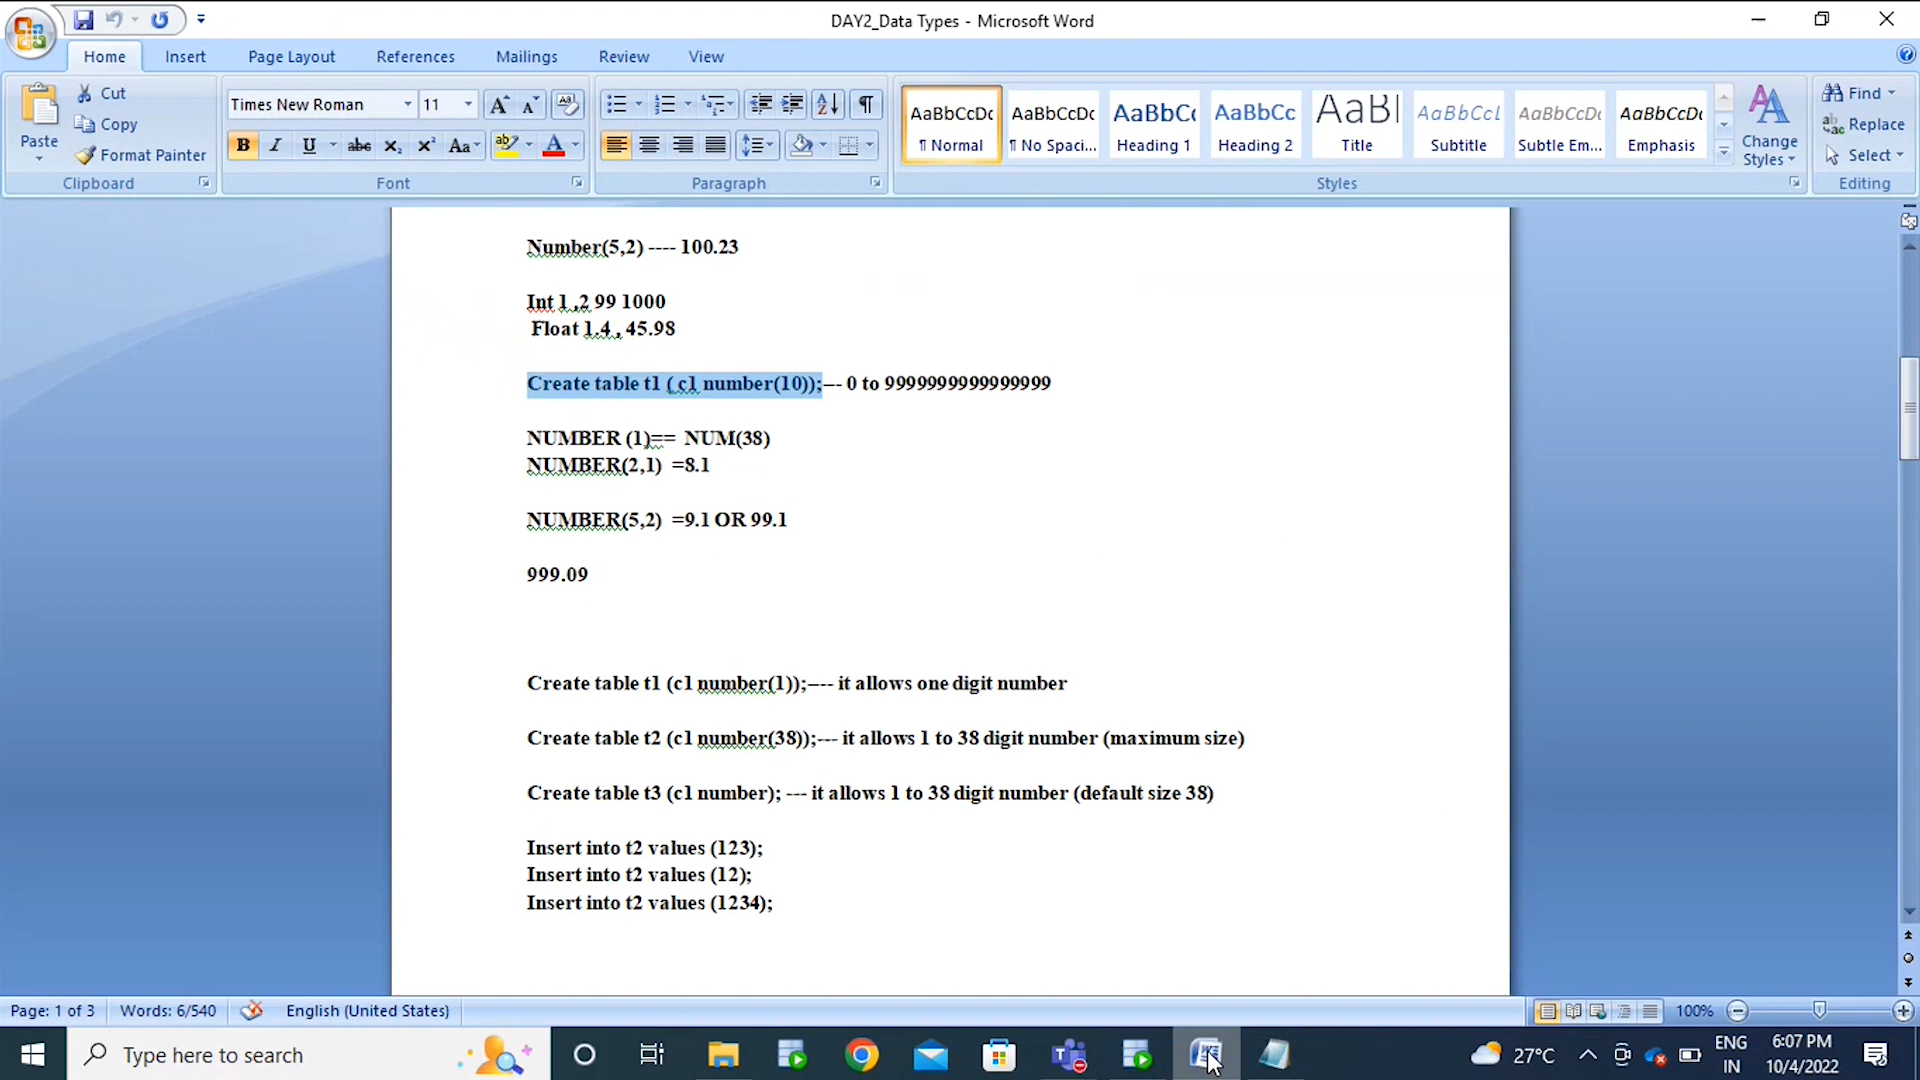 DAY2_Data Types - Microsoft Word
Home Insert Page Layout References Mailings Review View
Paste Cut Copy Format Painter Clipboard
Times New Roman 11
Font
Paragraph
AaBbCcDc AaBbCcDc AaBbCc AaBbCc AaBl AaBbCcL AaBbCcDc AaBbCcDc
¶ Normal ¶ No Spaci... Heading 1 Heading 2 Title Subtitle Subtle Em... Emphasis
Styles
Change Styles
Find Replace Select Editing
Number(5,2) ---- 100.23
Int 1 ,2 99 1000
Float 1.4 , 45.98
Create table t1 ( c1 number(10));--- 0 to 9999999999999999
NUMBER (1)== NUM(38)
NUMBER(2,1) =8.1
NUMBER(5,2) =9.1 OR 99.1
999.09
Create table t1 (c1 number(1));---- it allows one digit number
Create table t2 (c1 number(38));--- it allows 1 to 38 digit number (maximum size)
Create table t3 (c1 number); --- it allows 1 to 38 digit number (default size 38)
Insert into t2 values (123);
Insert into t2 values (12);
Insert into t2 values (1234);
Page: 1 of 3 Words: 6/540 English (United States) 100%
Type here to search
27°C
ENG IN
6:07 PM
10/4/2022